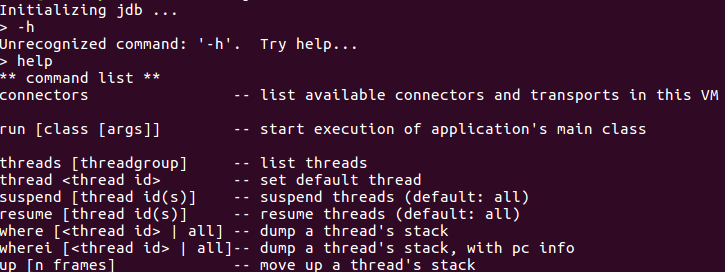 Initializing jdb ...
> -h
Unrecognized command: '-h'.  Try help...
> help
** command list **
connectors                -- list available connectors and transports in this VM

run [class [args]]        -- start execution of application's main class

threads [threadgroup]     -- list threads
thread <thread id>        -- set default thread
suspend [thread id(s)]    -- suspend threads (default: all)
resume [thread id(s)]     -- resume threads (default: all)
where [<thread id> | all] -- dump a thread's stack
wherei [<thread id> | all]-- dump a thread's stack, with pc info
up [n frames]             -- move up a thread's stack